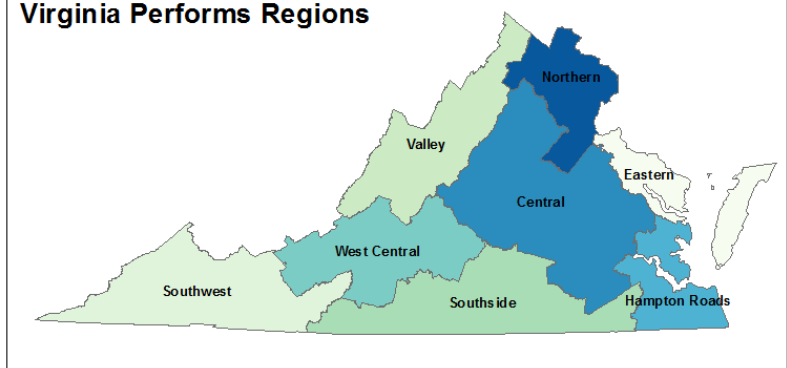 Virginia Performs Regions
Northern
Valley
Eastern
Central
West Central
Southwest
Southside
Hampton Roads